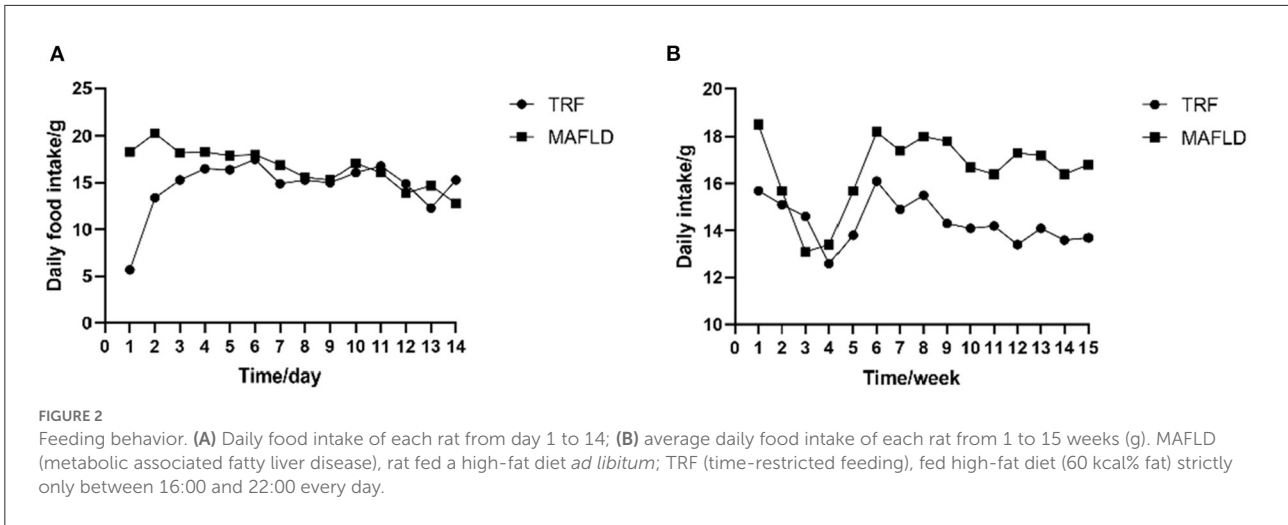 A
Daily food intake/g
25
20
15
10
5
0
0 1 2 3 4 5 6 7 8 9 10 11 12 13 14
Time/day
TRF
MAFLD
B
Daily intake/g
20
18
16
14
12
10
0 1 2 3 4 5 6 7 8 9 10 11 12 13 14 15
Time/week
TRF
MAFLD
FIGURE 2
Feeding behavior. (A) Daily food intake of each rat from day 1 to 14; (B) average daily food intake of each rat from 1 to 15 weeks (g). MAFLD
(metabolic associated fatty liver disease), rat fed a high-fat diet ad libitum; TRF (time-restricted feeding), fed high-fat diet (60 kcal% fat) strictly
only between 16:00 and 22:00 every day.